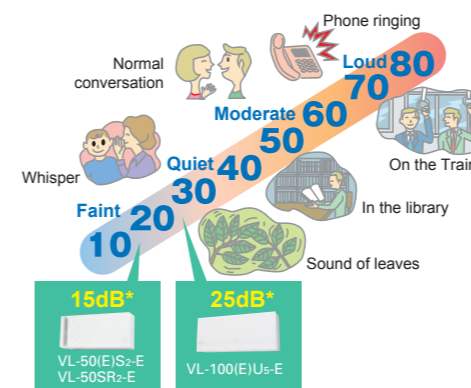 Phone ringing
Normal
conversation
Loud 80
70
Moderate 60
50
On the Train
Quiet 40
30
Whisper
In the library
Faint 20
10
Sound of leaves
15dB*
25dB*
VL-50(E)S2-E
VL-50SR2-E
VL-100(E)U5-E